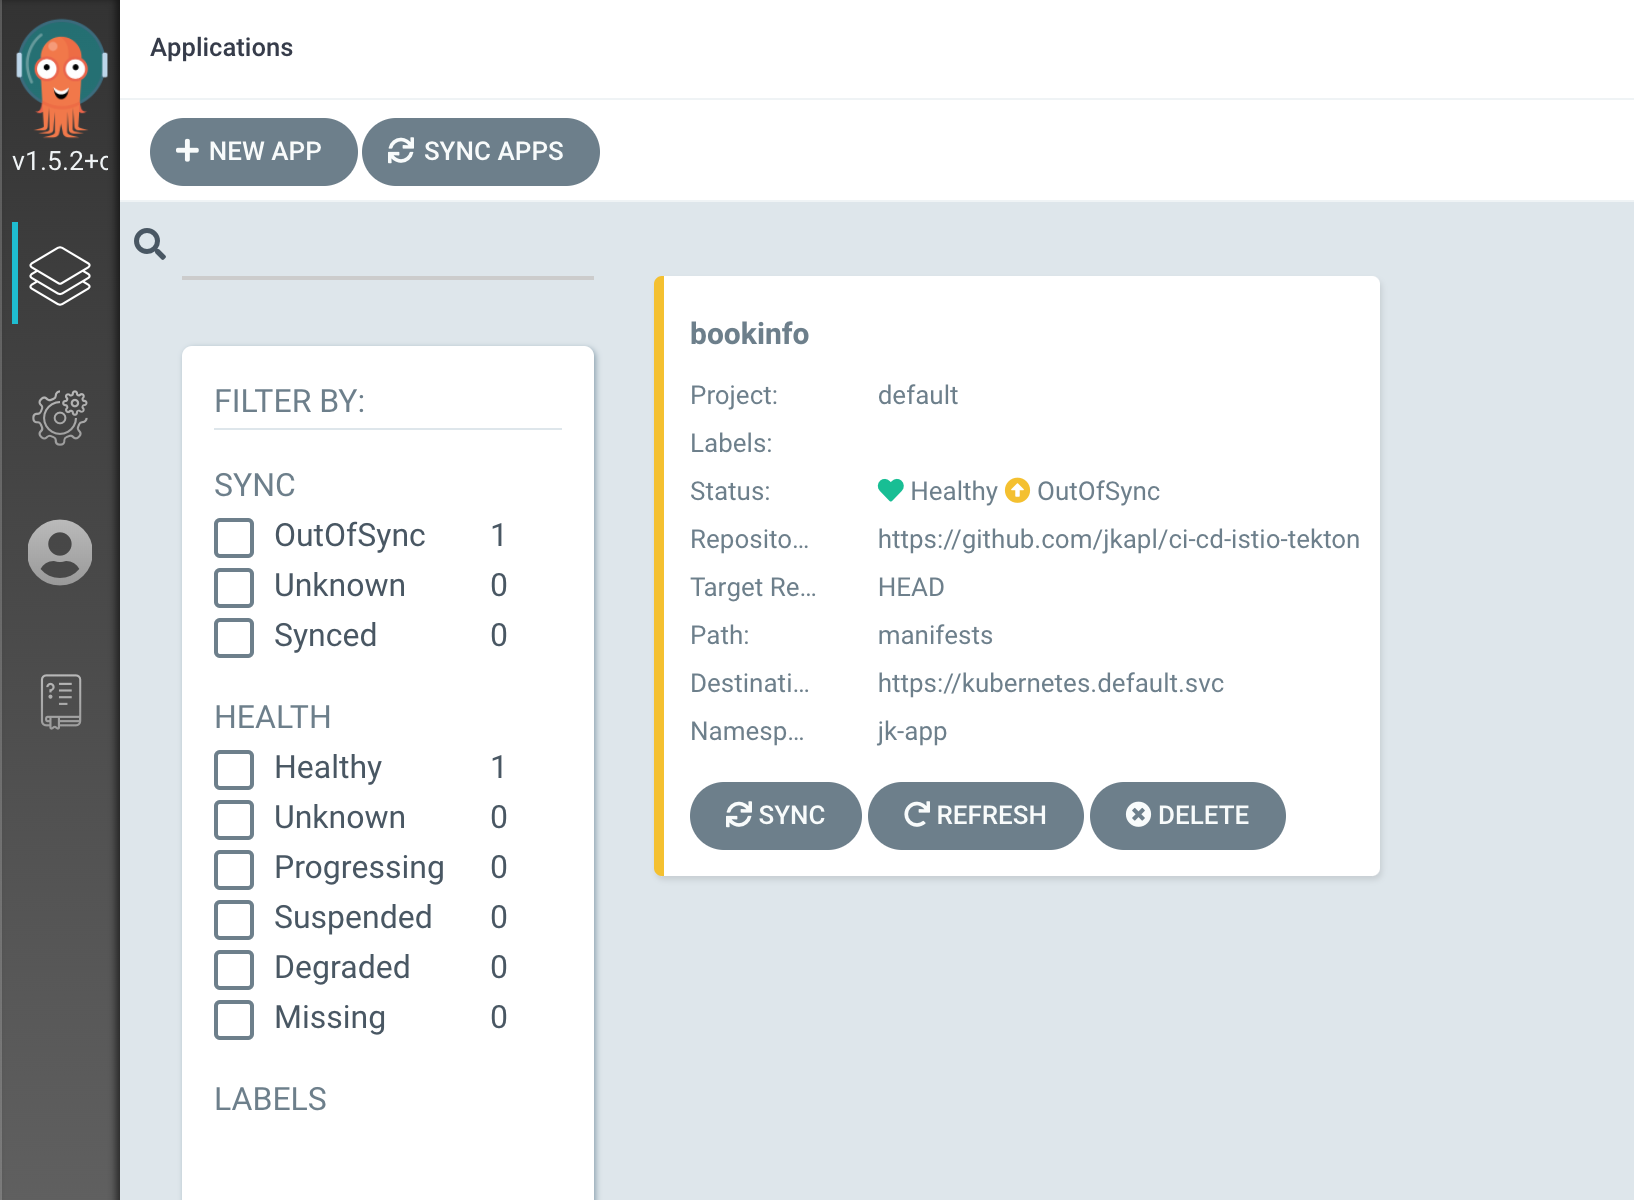 v1.5.2+c
Applications
NEW APP
SYNC APPS
FILTER BY:
SYNC
OutOfSync 1
Unknown 0
Synced 0
HEALTH
Healthy 1
Unknown 0
Progressing 0
Suspended 0
Degraded 0
Missing 0
LABELS
bookinfo
Project: default
Labels:
Status: Healthy OutOfSync
Reposito... https://github.com/jkapl/ci-cd-istio-tekton
Target Re... HEAD
Path: manifests
Destinati... https://kubernetes.default.svc
Namesp... jk-app
SYNC REFRESH DELETE